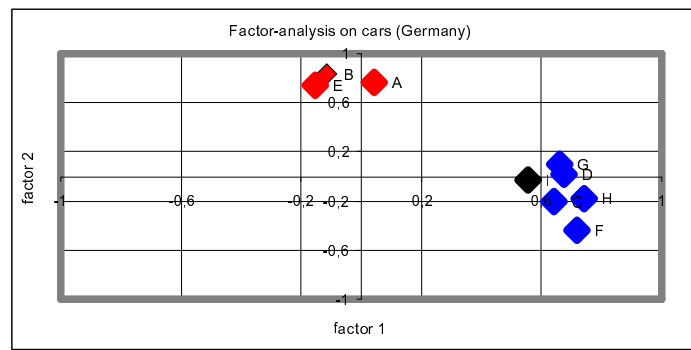 Factor-analysis on cars (Germany)
1
B
E
A
0,6
0,2
G
D
I
-1
-0,6
-0,2
-0,2
0,2
0,6
C
H
1
F
-0,6
-1
factor 2
factor 1